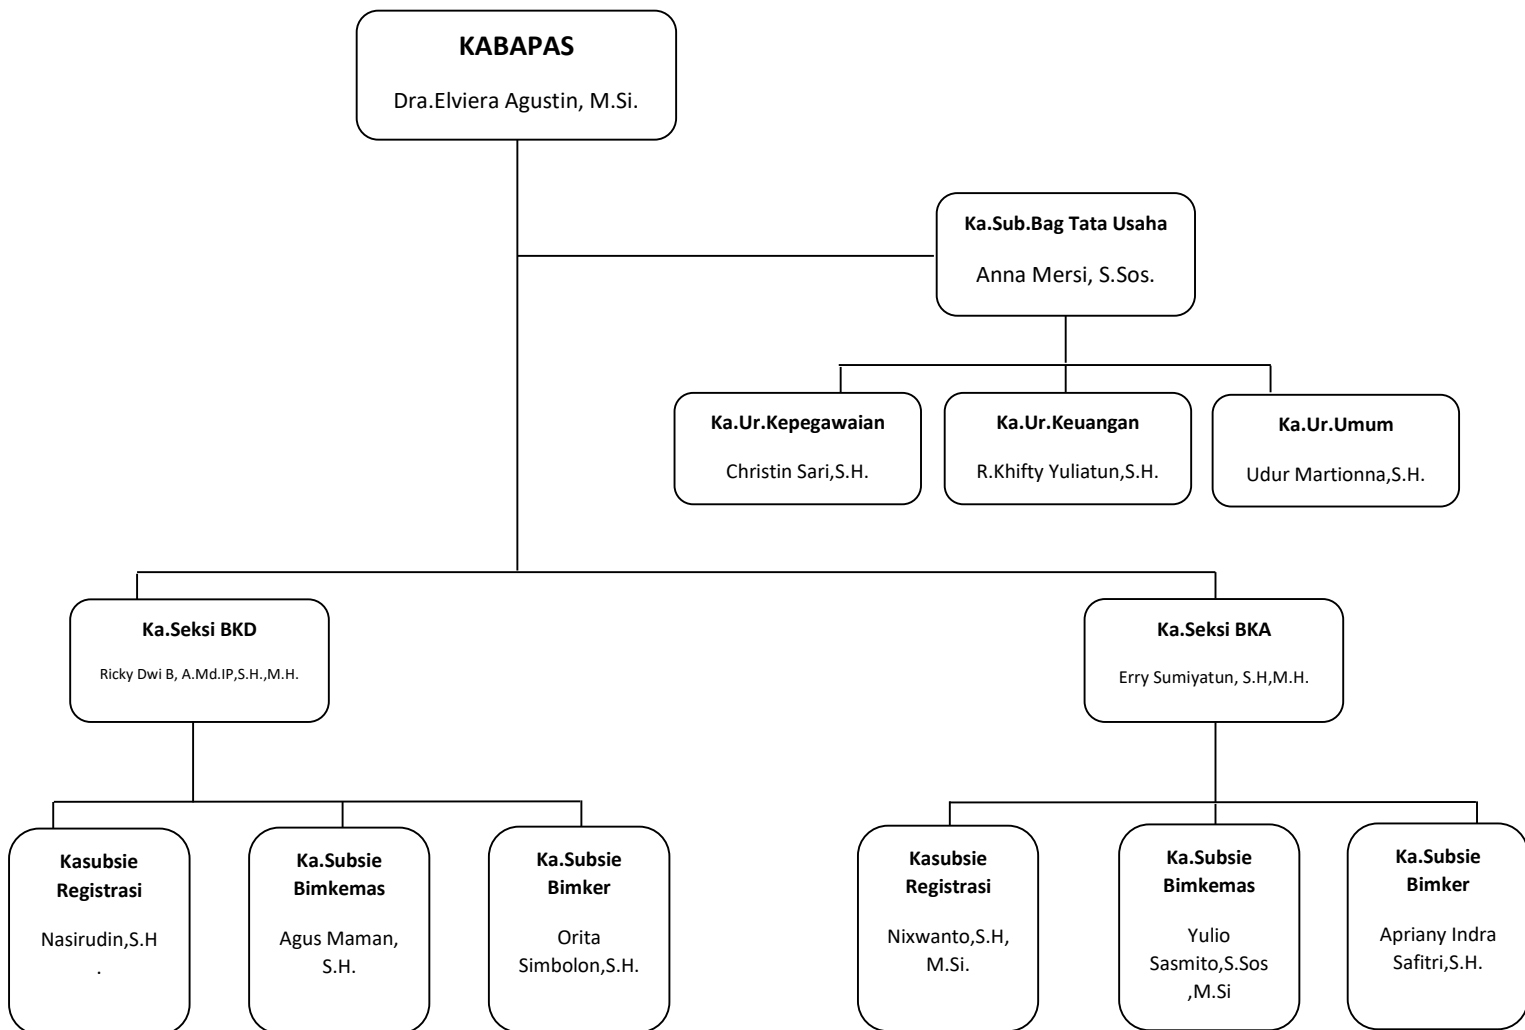 KABAPAS
Dra.Elviera Agustin, M.Si.
Ka.Sub.Bag Tata Usaha
Anna Mersi, S.Sos.
Ka.Ur.Kepegawaian
Christin Sari,S.H.
Ka.Ur.Keuangan
R.Khifty Yuliatun,S.H.
Ka.Ur.Umum
Udur Martionna,S.H.
Ka.Seksi BKD
Ricky Dwi B, A.Md.IP,S.H.,M.H.
Ka.Seksi BKA
Erry Sumiyatun, S.H,M.H.
Kasubsie
Registrasi
Nasirudin,S.H
.
Ka.Subsie
Bimkemas
Agus Maman,
S.H.
Ka.Subsie
Bimker
Orita
Simbolon,S.H.
Kasubsie
Registrasi
Nixwanto,S.H,
M.Si.
Ka.Subsie
Bimkemas
Yulio
Sasmito,S.Sos
,M.Si
Ka.Subsie
Bimker
Apriany Indra
Safitri,S.H.